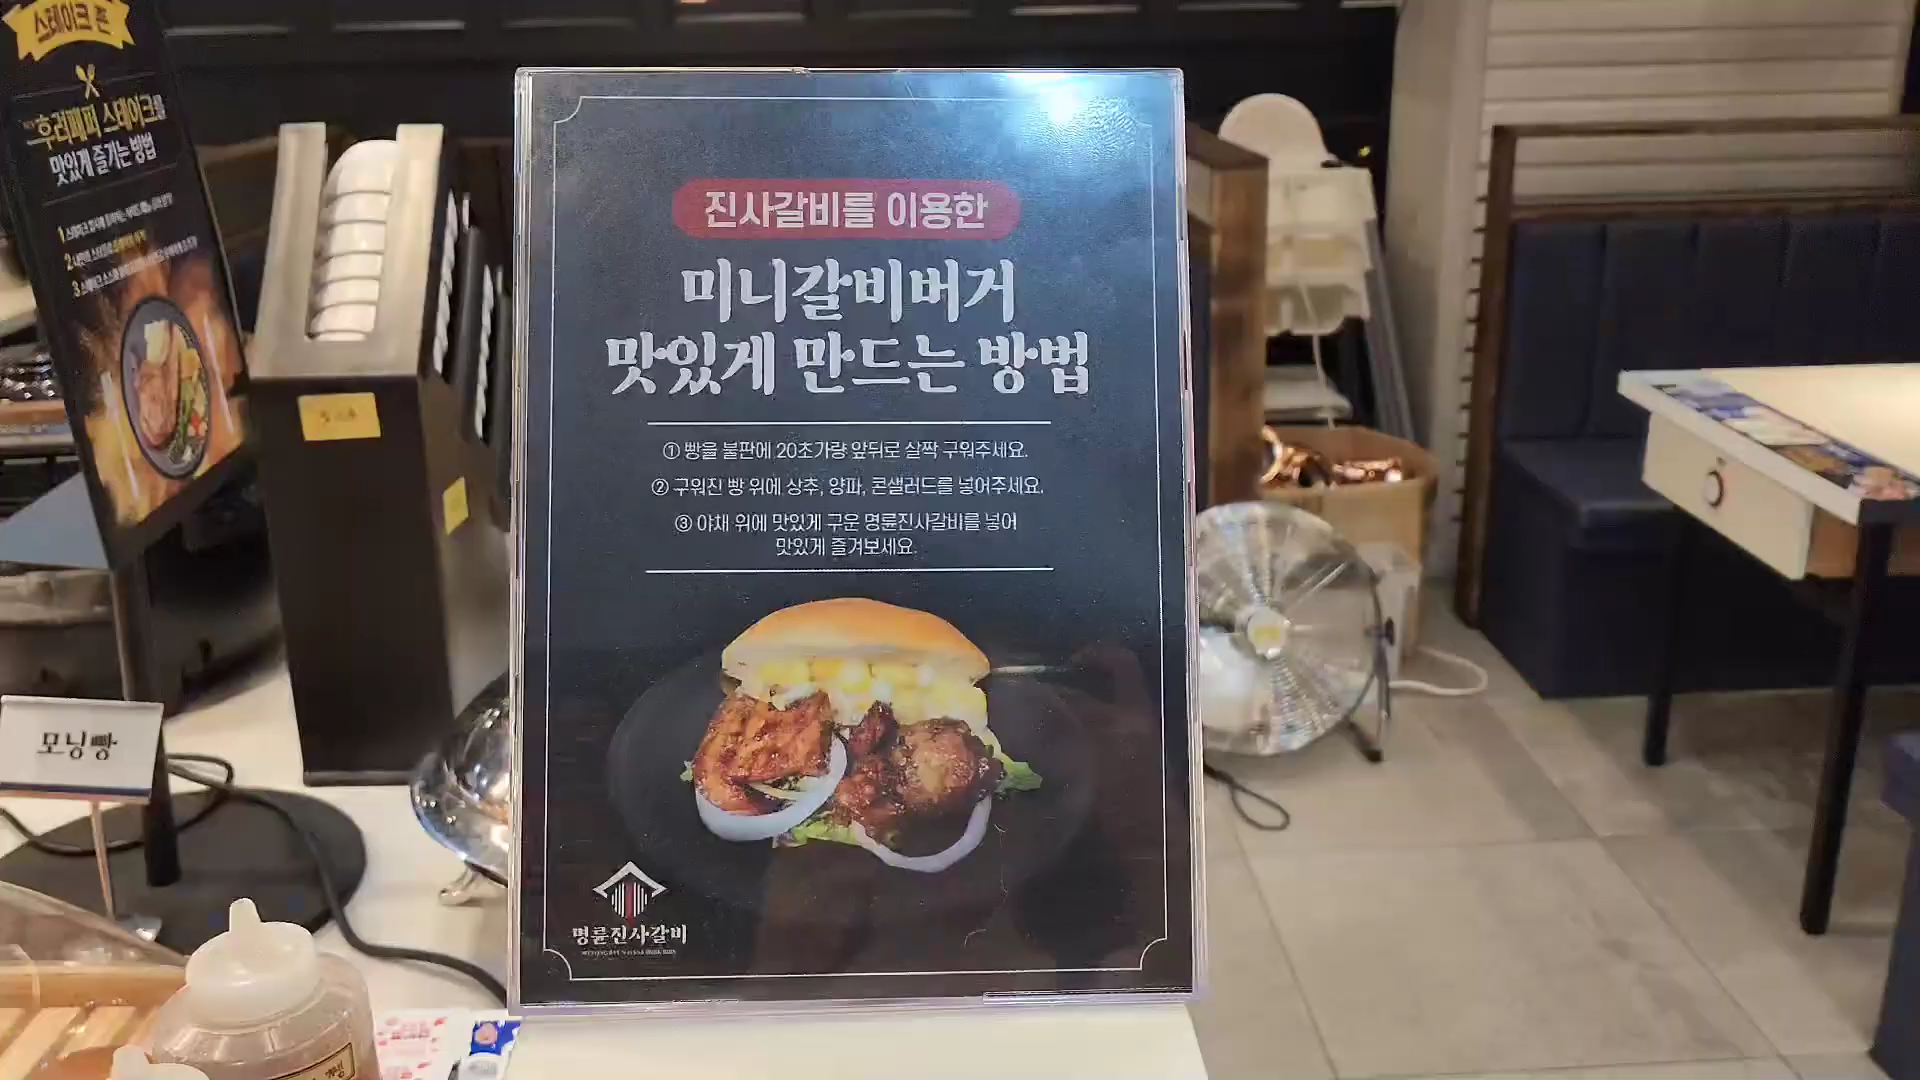 스테이크 존
후러페퍼 스테이크를
맛있게 즐기는 방법
진사갈비를 이용한
미니갈비버거
맛있게 만드는 방법
① 빵을 불판에 20초가량 앞뒤로 살짝 구워주세요.
② 구워진 빵 위에 상추, 양파, 콘샐러드를 넣어주세요.
③ 야채 위에 맛있게 구운 명륜진사갈비를 넣어
맛있게 즐겨보세요.
명륜진사갈비
모닝빵